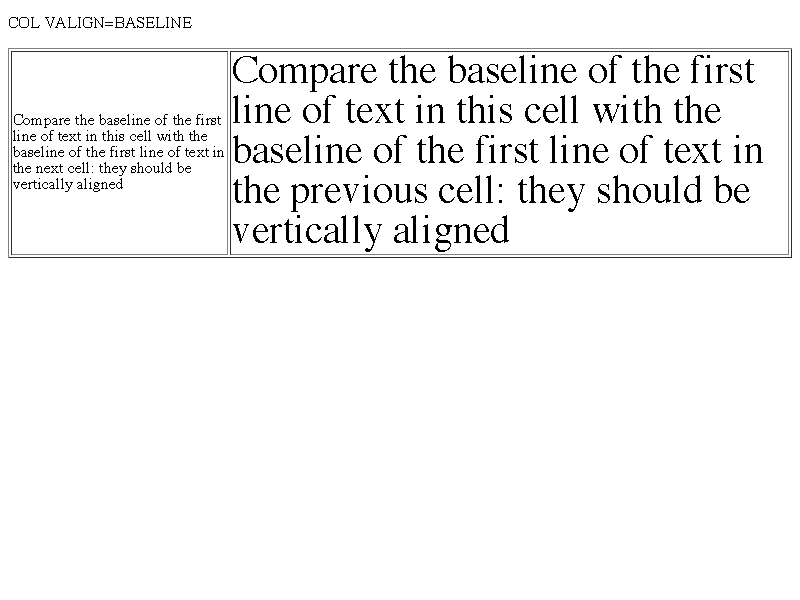 COL VALIGN=BASELINE
Compare the baseline of the first
line of text in this cell with the
baseline of the first line of text in
the next cell: they should be
vertically aligned
Compare the baseline of the first
line of text in this cell with the
baseline of the first line of text in
the previous cell: they should be
vertically aligned